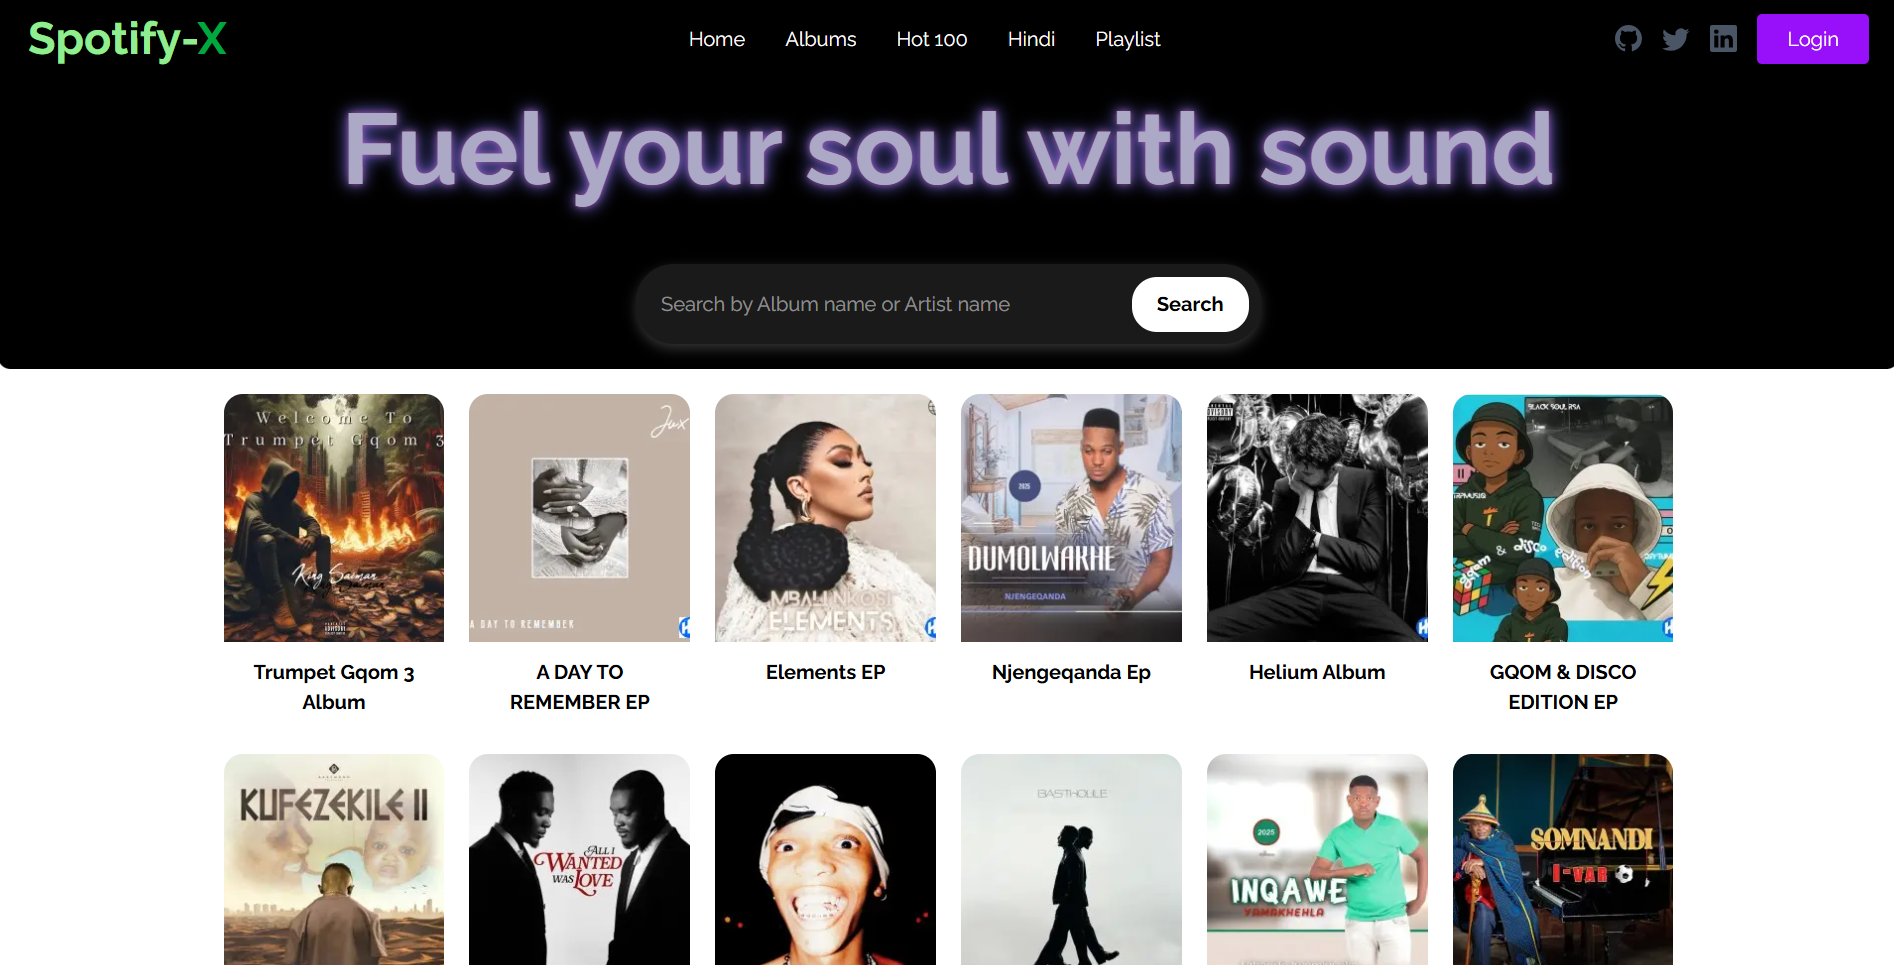 Spotify-X
Home Albums Hot 100 Hindi Playlist
Login
Fuel your soul with sound
Search by Album name or Artist name
Search
Welcome To
Trumpet Gqom 3
King Saiman
Jux
A DAY TO REMEMBER
MBALI NKOSI
ELEMENTS
2025
DUMOLWAKHE
NJENGEQANDA
BLACK SOUL RSA
gqom & disco edition
Trumpet Gqom 3
Album
A DAY TO
REMEMBER EP
Elements EP
Njengeqanda Ep
Helium Album
GQOM & DISCO
EDITION EP
KUFEZEKILE II
ALL I
WANTED
WAS LOVE
BASTHOULE
2025
INQAWE
YAMAKHEHLA
SOMNANDI
I-VAR